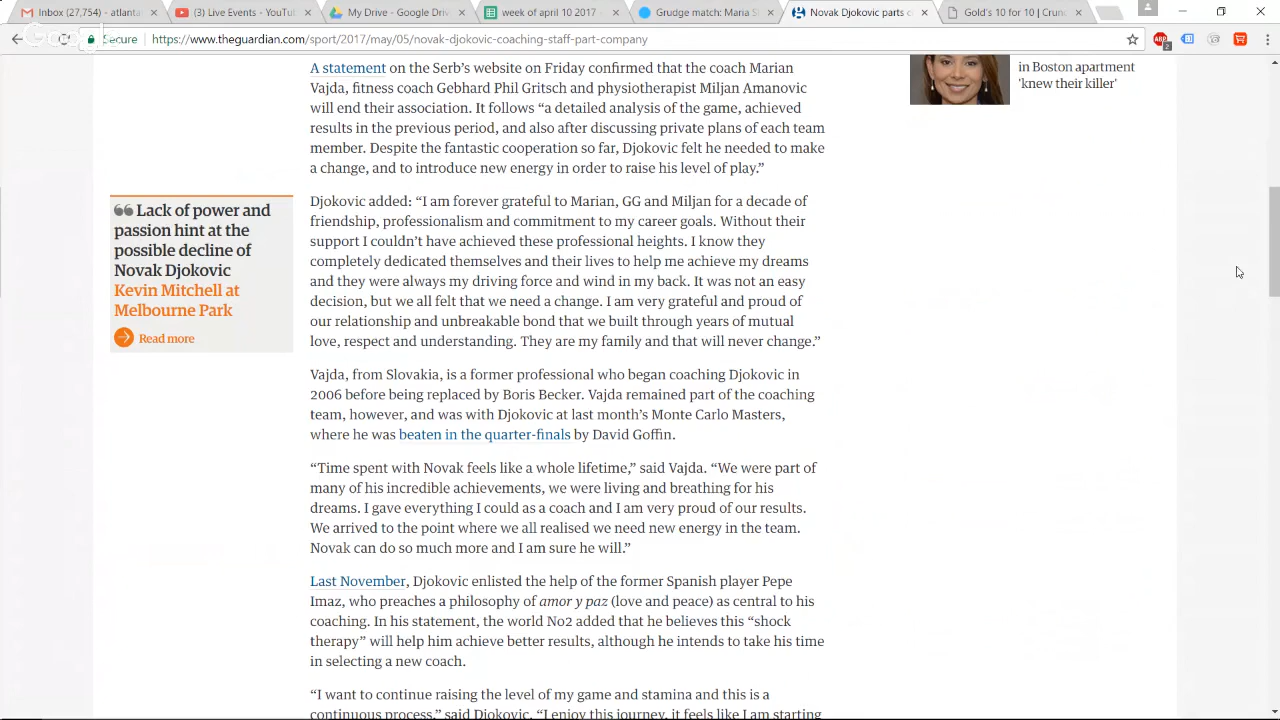 Inbox (27,754) - atlanta
(3) Live Events - YouTu
My Drive - Google Driv
week of april 10 2017
Grudge match: Maria S
Novak Djokovic parts c
Gold's 10 for 10 | Crunc
Secure
https://www.theguardian.com/sport/2017/may/05/novak-djokovic-coaching-staff-part-company
ABP
2
A statement on the Serb’s website on Friday confirmed that the coach Marian
Vajda, fitness coach Gebhard Phil Gritsch and physiotherapist Miljan Amanovic
will end their association. It follows “a detailed analysis of the game, achieved
results in the previous period, and also after discussing private plans of each team
member. Despite the fantastic cooperation so far, Djokovic felt he needed to make
a change, and to introduce new energy in order to raise his level of play.”
in Boston apartment
'knew their killer'
Lack of power and
passion hint at the
possible decline of
Novak Djokovic
Kevin Mitchell at
Melbourne Park
Read more
Djokovic added: “I am forever grateful to Marian, GG and Miljan for a decade of
friendship, professionalism and commitment to my career goals. Without their
support I couldn’t have achieved these professional heights. I know they
completely dedicated themselves and their lives to help me achieve my dreams
and they were always my driving force and wind in my back. It was not an easy
decision, but we all felt that we need a change. I am very grateful and proud of
our relationship and unbreakable bond that we built through years of mutual
love, respect and understanding. They are my family and that will never change.”
Vajda, from Slovakia, is a former professional who began coaching Djokovic in
2006 before being replaced by Boris Becker. Vajda remained part of the coaching
team, however, and was with Djokovic at last month’s Monte Carlo Masters,
where he was beaten in the quarter-finals by David Goffin.
“Time spent with Novak feels like a whole lifetime,” said Vajda. “We were part of
many of his incredible achievements, we were living and breathing for his
dreams. I gave everything I could as a coach and I am very proud of our results.
We arrived to the point where we all realised we need new energy in the team.
Novak can do so much more and I am sure he will.”
Last November, Djokovic enlisted the help of the former Spanish player Pepe
Imaz, who preaches a philosophy of amor y paz (love and peace) as central to his
coaching. In his statement, the world No2 added that he believes this “shock
therapy” will help him achieve better results, although he intends to take his time
in selecting a new coach.
“I want to continue raising the level of my game and stamina and this is a
continuous process,” said Djokovic. “I enjoy this journey, it feels like I am starting